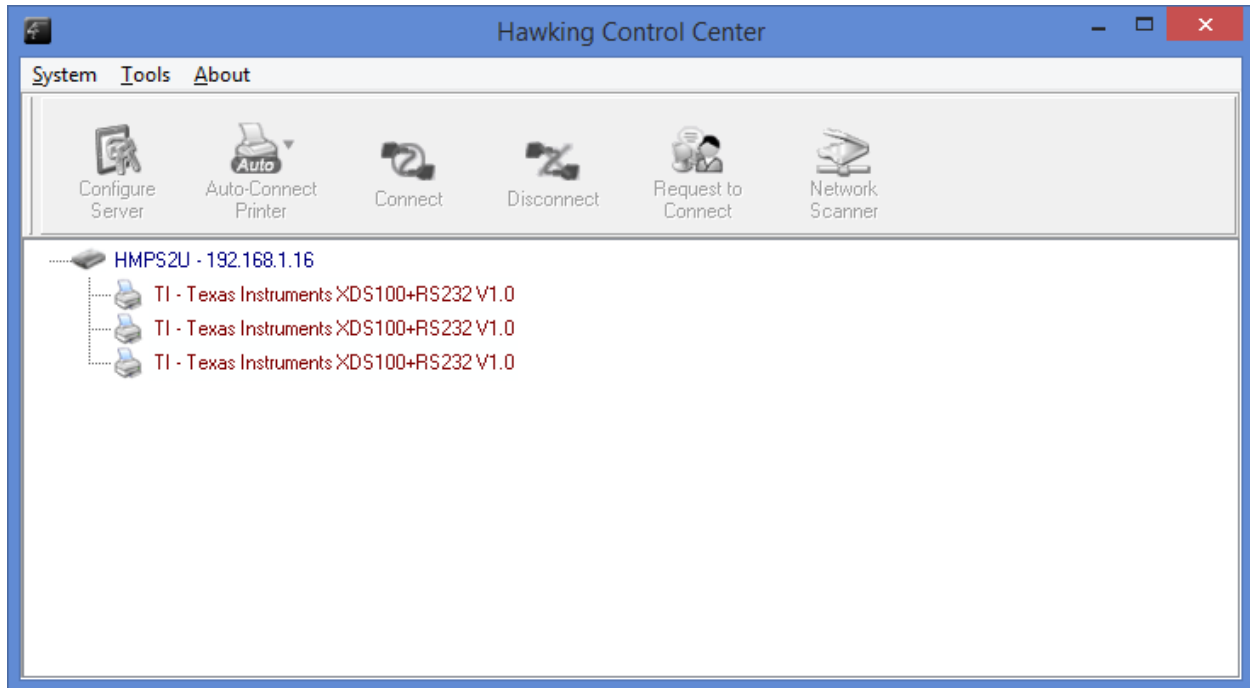 Hawking Control Center
System Tools About
Auto
Configure
Server
Auto-Connect
Printer
Connect
Disconnect
Request to
Connect
Network
Scanner
HMPS2U - 192.168.1.16
TI - Texas Instruments XDS100+RS232 V1.0
TI - Texas Instruments XDS100+RS232 V1.0
TI - Texas Instruments XDS100+RS232 V1.0